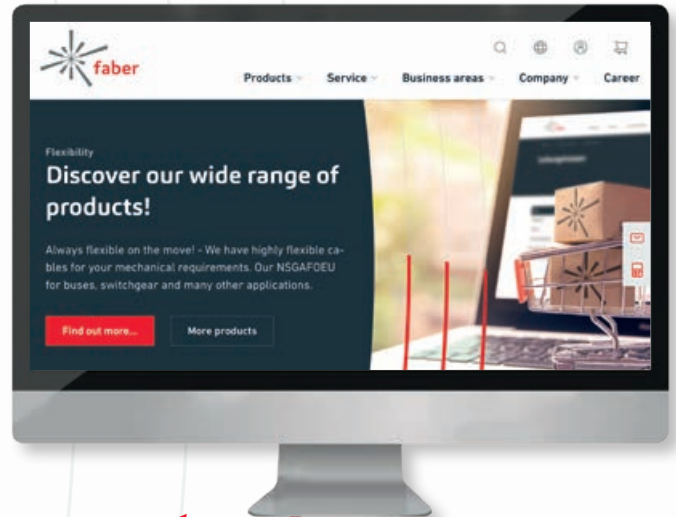 faber
Products
Service
Business areas
Company
Career
Flexibility
Discover our wide range of
products!
Always flexible on the move! - We have highly flexible ca-
bles for your mechanical requirements. Our NSGAFOEU
for buses, switchgear and many other applications.
Find out more...
More products